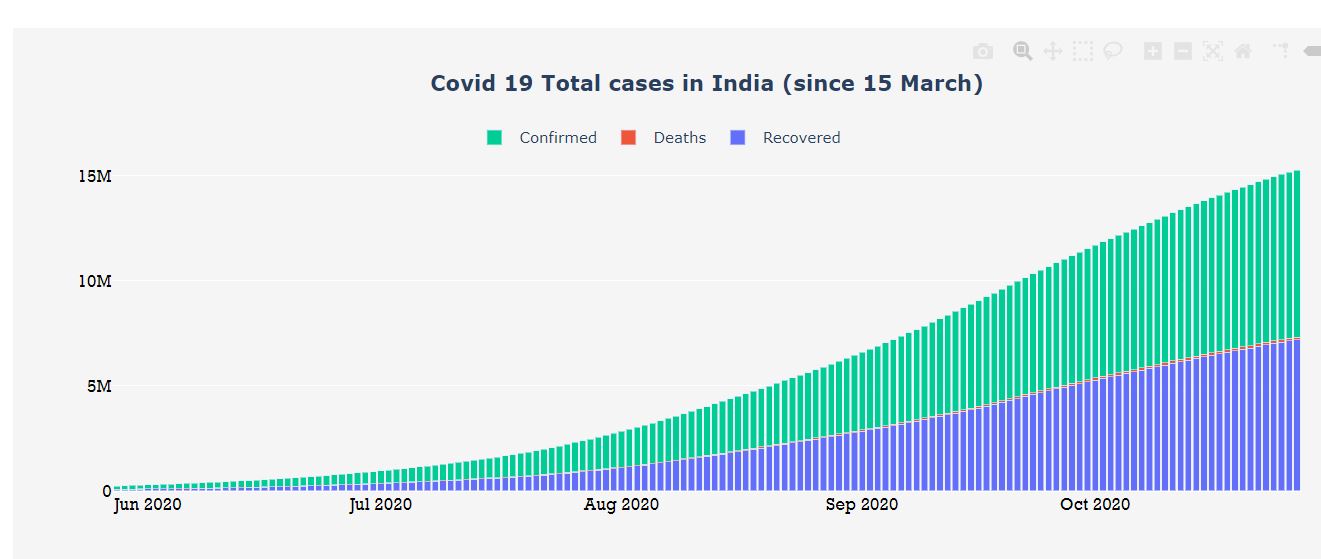 Covid 19 Total cases in India (since 15 March)
Confirmed Deaths Recovered
15M
10M
5M
0
Jun 2020 Jul 2020 Aug 2020 Sep 2020 Oct 2020